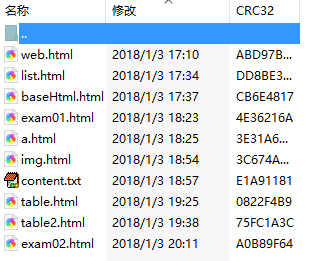 名称 修改 CRC32
..
web.html 2018/1/3 17:10 ABD97B...
list.html 2018/1/3 17:34 DD8BE3...
baseHtml.html 2018/1/3 17:37 CB6E4817
exam01.html 2018/1/3 18:23 4E36216A
a.html 2018/1/3 18:25 3E31A6...
img.html 2018/1/3 18:54 3C674A...
content.txt 2018/1/3 18:57 E1A91181
table.html 2018/1/3 19:25 0822F4B9
table2.html 2018/1/3 19:38 75FC1A3C
exam02.html 2018/1/3 20:11 A0B89F64